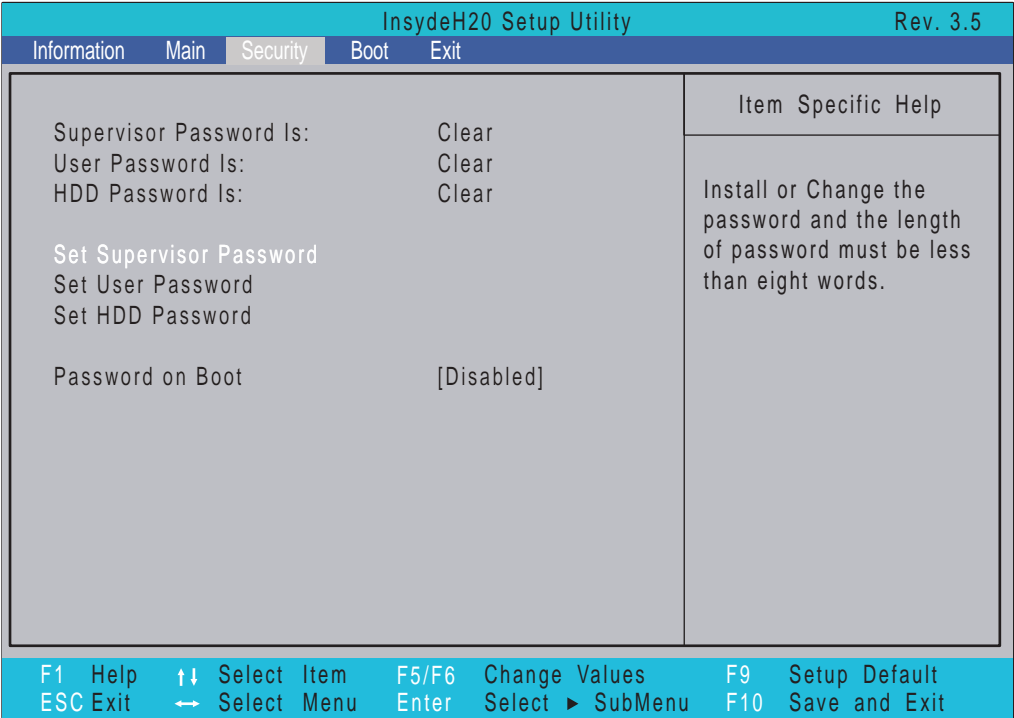 InsydeH20 Setup Utility Rev. 3.5
Information Main Security Boot Exit
Item Specific Help
Supervisor Password Is: Clear
User Password Is: Clear
HDD Password Is: Clear
Install or Change the
password and the length
of password must be less
than eight words.
Set Supervisor Password
Set User Password
Set HDD Password
Password on Boot [Disabled]
F1 Help ↑↓ Select Item F5/F6 Change Values F9 Setup Default
ESC Exit ↔ Select Menu Enter Select ► SubMenu F10 Save and Exit